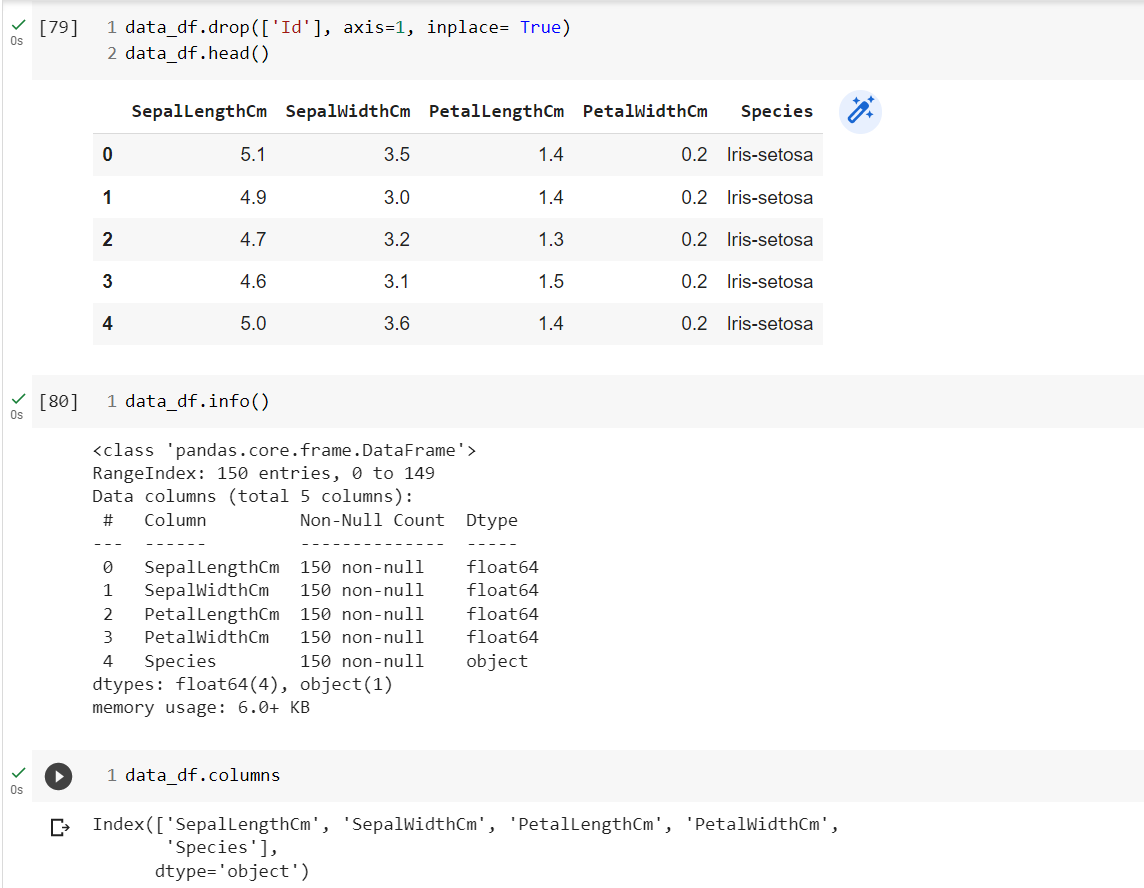 [79] 1 data_df.drop(['Id'], axis=1, inplace= True)
0s
2 data_df.head()
SepalLengthCm SepalWidthCm PetalLengthCm PetalWidthCm Species
0 5.1 3.5 1.4 0.2 Iris-setosa
1 4.9 3.0 1.4 0.2 Iris-setosa
2 4.7 3.2 1.3 0.2 Iris-setosa
3 4.6 3.1 1.5 0.2 Iris-setosa
4 5.0 3.6 1.4 0.2 Iris-setosa
[80] 1 data_df.info()
0s
<class 'pandas.core.frame.DataFrame'>
RangeIndex: 150 entries, 0 to 149
Data columns (total 5 columns):
# Column Non-Null Count Dtype
--- ------ -------------- -----
0 SepalLengthCm 150 non-null float64
1 SepalWidthCm 150 non-null float64
2 PetalLengthCm 150 non-null float64
3 PetalWidthCm 150 non-null float64
4 Species 150 non-null object
dtypes: float64(4), object(1)
memory usage: 6.0+ KB
1 data_df.columns
0s
Index(['SepalLengthCm', 'SepalWidthCm', 'PetalLengthCm', 'PetalWidthCm',
'Species'],
dtype='object')